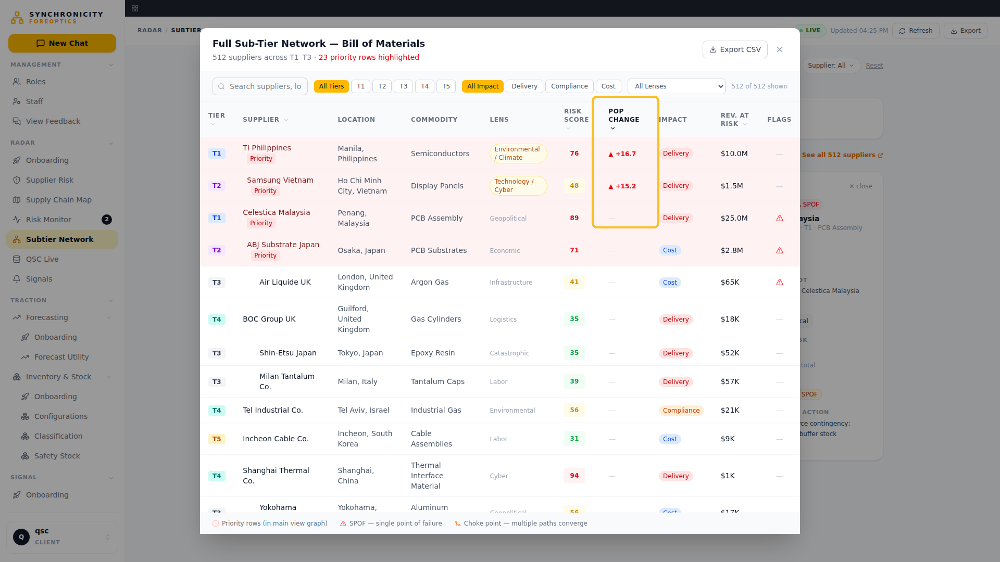 SYNCHRONICITY
FOREOPTICS
New Chat
MANAGEMENT
Roles
Staff
View Feedback
RADAR
Onboarding
Supplier Risk
Supply Chain Map
Risk Monitor 2
Subtier Network
QSC Live
Signals
TRACTION
Forecasting
Onboarding
Forecast Utility
Inventory & Stock
Onboarding
Configurations
Classification
Safety Stock
SIGNAL
Onboarding
Q qsc
CLIENT
RADAR / SUBTIER
LIVE Updated 04:25 PM Refresh Export
Supplier: All Reset
See all 512 suppliers
× close
SPOF
aysia
· T1 · PCB Assembly
OT
Celestica Malaysia
cal
SK
total
SPOF
ACTION
rce contingency;
buffer stock
Full Sub-Tier Network — Bill of Materials
512 suppliers across T1–T3 · 23 priority rows highlighted
Export CSV
Search suppliers, lo All Tiers T1 T2 T3 T4 T5 All Impact Delivery Compliance Cost All Lenses 512 of 512 shown
TIER SUPPLIER LOCATION COMMODITY LENS RISK SCORE POP CHANGE IMPACT REV. AT RISK FLAGS
T1 TI Philippines Priority Manila, Philippines Semiconductors Environmental / Climate 76 ▲ +16.7 Delivery $10.0M —
T2 Samsung Vietnam Priority Ho Chi Minh City, Vietnam Display Panels Technology / Cyber 48 ▲ +15.2 Delivery $1.5M —
T1 Celestica Malaysia Priority Penang, Malaysia PCB Assembly Geopolitical 89 — Delivery $25.0M
T2 ABJ Substrate Japan Priority Osaka, Japan PCB Substrates Economic 71 — Cost $2.8M
T3 Air Liquide UK London, United Kingdom Argon Gas Infrastructure 41 — Cost $65K
T4 BOC Group UK Guilford, United Kingdom Gas Cylinders Logistics 35 — Delivery $18K —
T3 Shin-Etsu Japan Tokyo, Japan Epoxy Resin Catastrophic 35 — Delivery $52K —
T3 Milan Tantalum Co. Milan, Italy Tantalum Caps Labor 39 — Delivery $57K —
T4 Tel Industrial Co. Tel Aviv, Israel Industrial Gas Environmental 56 — Compliance $21K —
T5 Incheon Cable Co. Incheon, South Korea Cable Assemblies Labor 31 — Cost $9K —
T4 Shanghai Thermal Co. Shanghai, China Thermal Interface Material Cyber 94 — Delivery $1K —
T3 Yokohama Yokohama, Aluminum Geopolitical 56 Cost $17K
Priority rows (in main view graph) SPOF — single point of failure Choke point — multiple paths converge